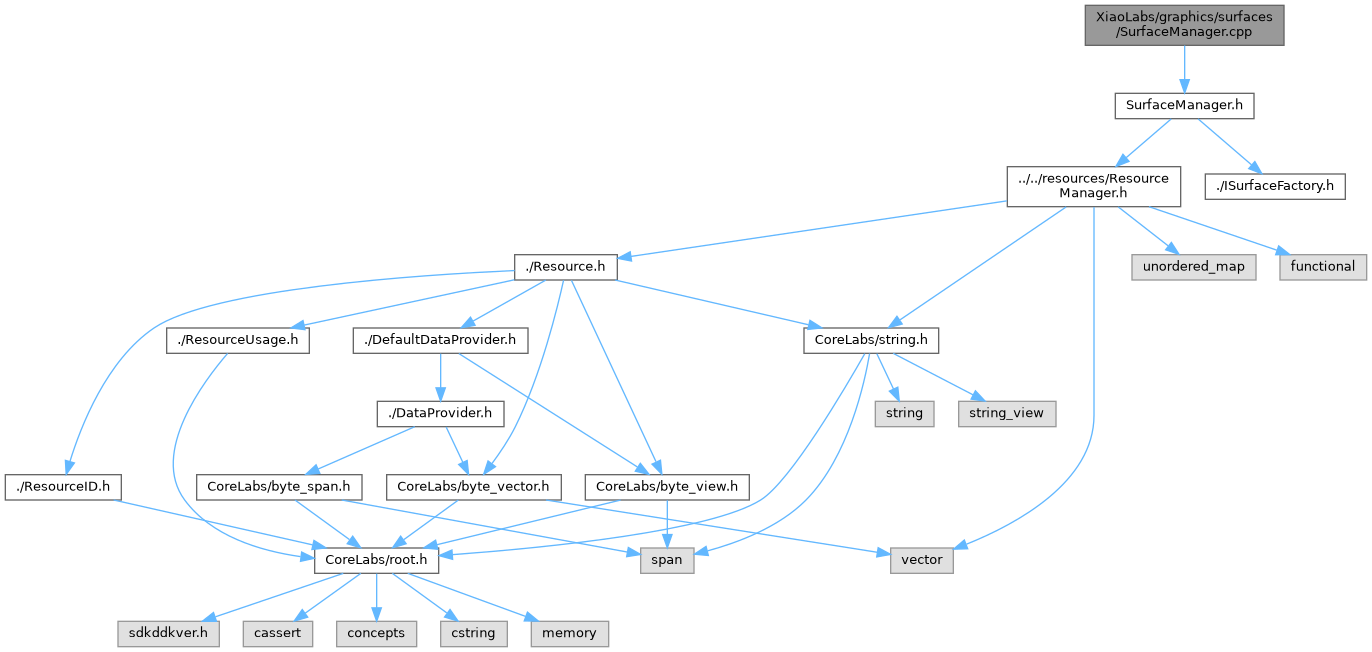 XiaoLabs/graphics/surfaces
/SurfaceManager.cpp
SurfaceManager.h
../../resources/Resource
Manager.h
./ISurfaceFactory.h
./Resource.h
unordered_map
functional
./ResourceUsage.h
./DefaultDataProvider.h
CoreLabs/string.h
./DataProvider.h
string
string_view
./ResourceID.h
CoreLabs/byte_span.h
CoreLabs/byte_vector.h
CoreLabs/byte_view.h
CoreLabs/root.h
span
vector
sdkddkver.h
cassert
concepts
cstring
memory